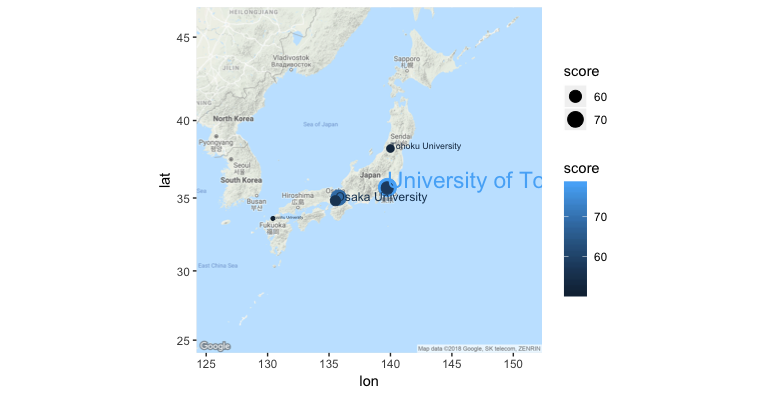 HEILONGJIANG
45
Vladivostok
Владивосток
Sapporo
札幌
JILIN
40
North Korea
Pyongyang
평양
Sea of Japan
Sendai
Tohoku University
Seoul
서울
South Korea
Japan
University of To
lat
35
Busan
부산
Hiroshima
広島
Osaka University
Fukuoka
福岡
Sea
East China Sea
30
25
Google
Map data ©2018 Google, SK telecom, ZENRIN
125
130
135
140
145
150
lon
score
60
70
score
70
60